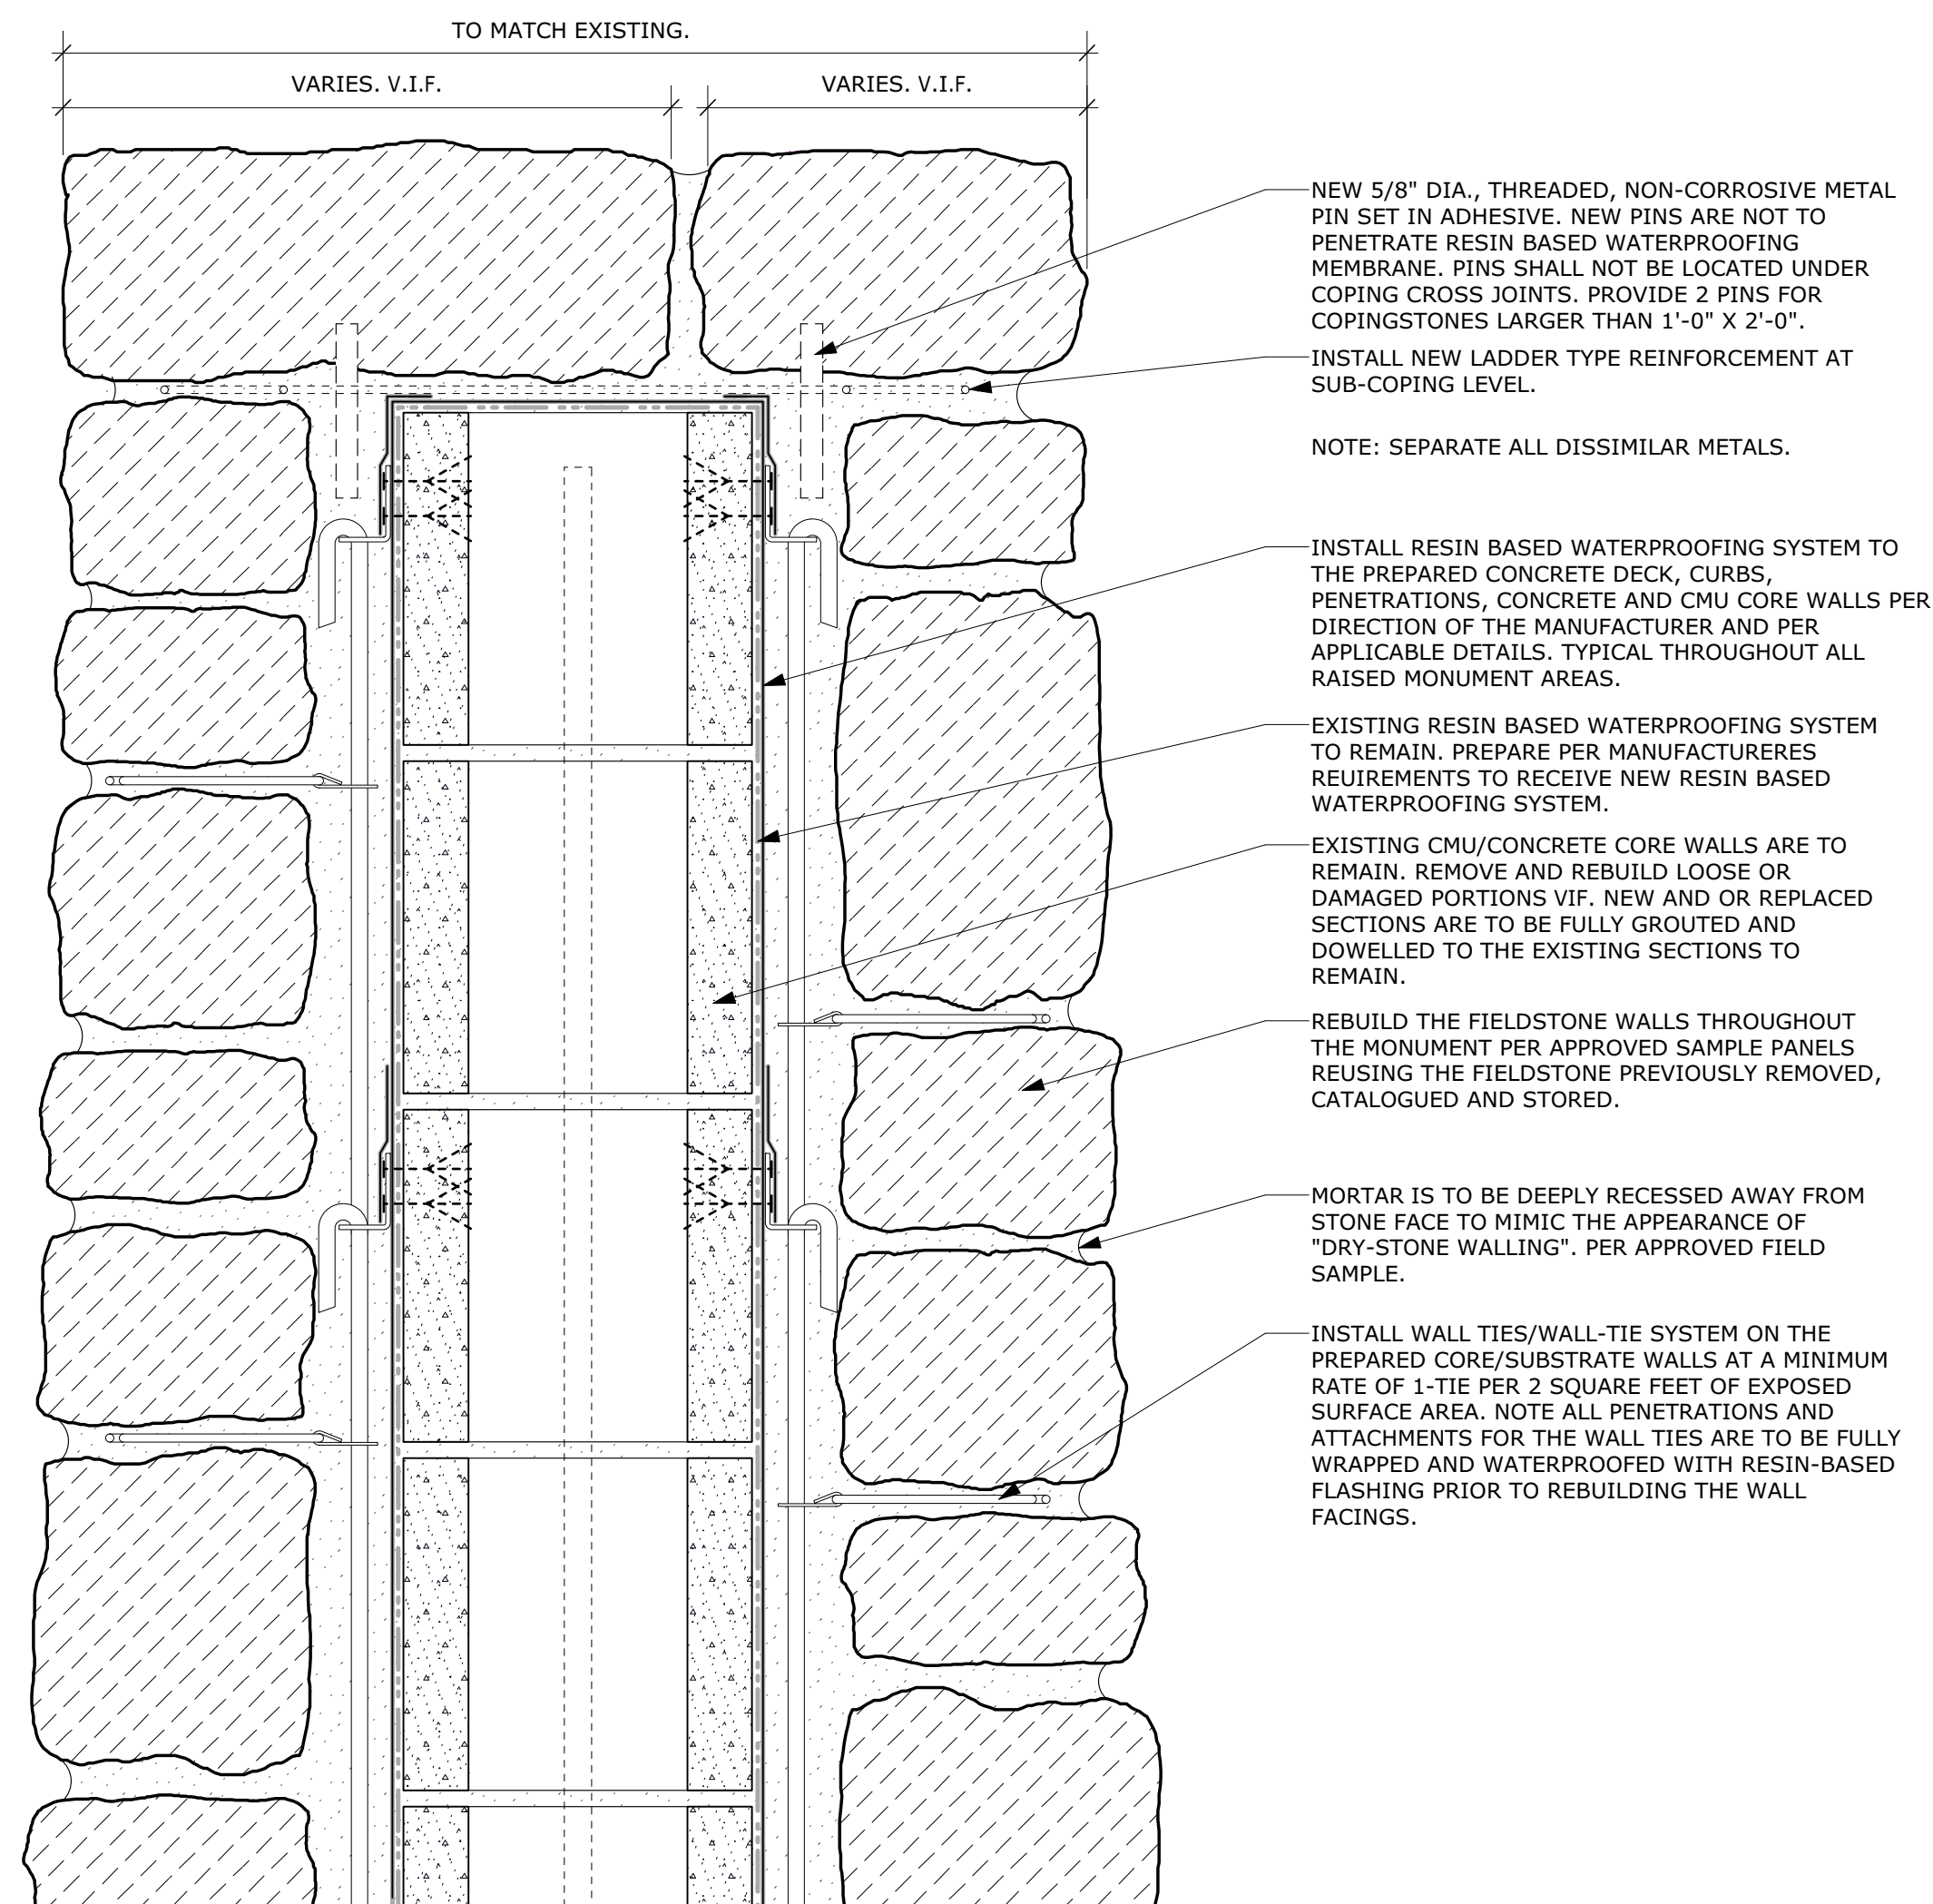 TO MATCH EXISTING.
VARIES. V.I.F.
VARIES. V.I.F.
NEW 5/8" DIA., THREADED, NON-CORROSIVE METAL
PIN SET IN ADHESIVE. NEW PINS ARE NOT TO
PENETRATE RESIN BASED WATERPROOFING
MEMBRANE. PINS SHALL NOT BE LOCATED UNDER
COPING CROSS JOINTS. PROVIDE 2 PINS FOR
COPINGSTONES LARGER THAN 1'-0" X 2'-0".
INSTALL NEW LADDER TYPE REINFORCEMENT AT
SUB-COPING LEVEL.
NOTE: SEPARATE ALL DISSIMILAR METALS.
INSTALL RESIN BASED WATERPROOFING SYSTEM TO
THE PREPARED CONCRETE DECK, CURBS,
PENETRATIONS, CONCRETE AND CMU CORE WALLS PER
DIRECTION OF THE MANUFACTURER AND PER
APPLICABLE DETAILS. TYPICAL THROUGHOUT ALL
RAISED MONUMENT AREAS.
EXISTING RESIN BASED WATERPROOFING SYSTEM
TO REMAIN. PREPARE PER MANUFACTURERES
REUIREMENTS TO RECEIVE NEW RESIN BASED
WATERPROOFING SYSTEM.
EXISTING CMU/CONCRETE CORE WALLS ARE TO
REMAIN. REMOVE AND REBUILD LOOSE OR
DAMAGED PORTIONS VIF. NEW AND OR REPLACED
SECTIONS ARE TO BE FULLY GROUTED AND
DOWELLED TO THE EXISTING SECTIONS TO
REMAIN.
REBUILD THE FIELDSTONE WALLS THROUGHOUT
THE MONUMENT PER APPROVED SAMPLE PANELS
REUSING THE FIELDSTONE PREVIOUSLY REMOVED,
CATALOGUED AND STORED.
MORTAR IS TO BE DEEPLY RECESSED AWAY FROM
STONE FACE TO MIMIC THE APPEARANCE OF
"DRY-STONE WALLING". PER APPROVED FIELD
SAMPLE.
INSTALL WALL TIES/WALL-TIE SYSTEM ON THE
PREPARED CORE/SUBSTRATE WALLS AT A MINIMUM
RATE OF 1-TIE PER 2 SQUARE FEET OF EXPOSED
SURFACE AREA. NOTE ALL PENETRATIONS AND
ATTACHMENTS FOR THE WALL TIES ARE TO BE FULLY
WRAPPED AND WATERPROOFED WITH RESIN-BASED
FLASHING PRIOR TO REBUILDING THE WALL
FACINGS.